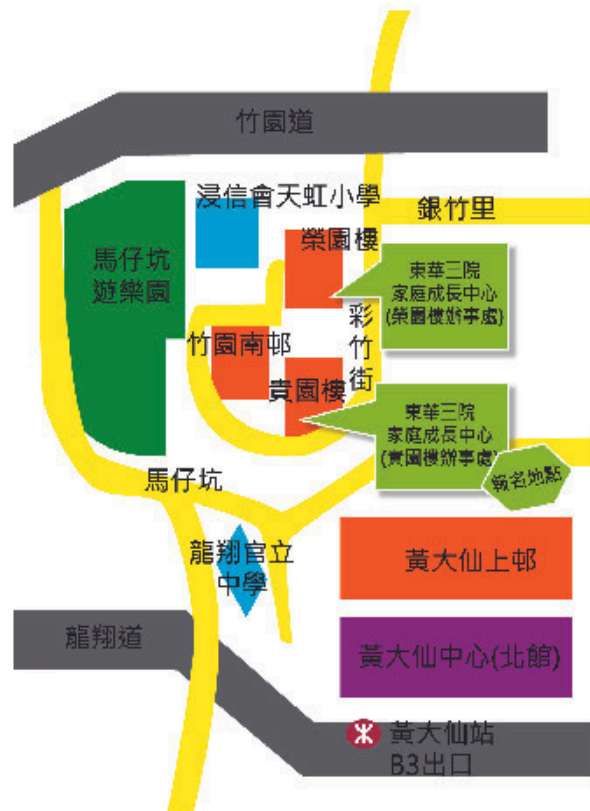 竹園道
浸信會天虹小學
銀竹里
榮園樓
馬仔坑
遊樂園
東華三院
家庭成長中心
(榮園樓辦事處)
彩竹街
竹園南邨
貴園樓
東華三院
家庭成長中心
(貴園樓辦事處)
報名地點
馬仔坑
龍翔官立
中學
黃大仙上邨
龍翔道
黃大仙中心(北館)
黃大仙站
B3出口